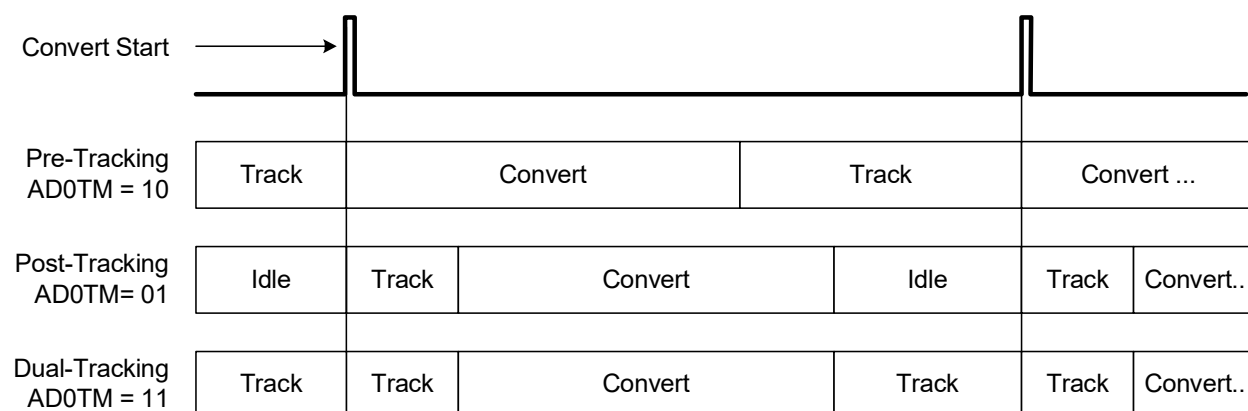 Convert Start
Pre-Tracking
AD0TM = 10
Track
Convert
Track
Convert ...
Post-Tracking
AD0TM= 01
Idle
Track
Convert
Idle
Track
Convert..
Dual-Tracking
AD0TM = 11
Track
Track
Convert
Track
Track
Convert..